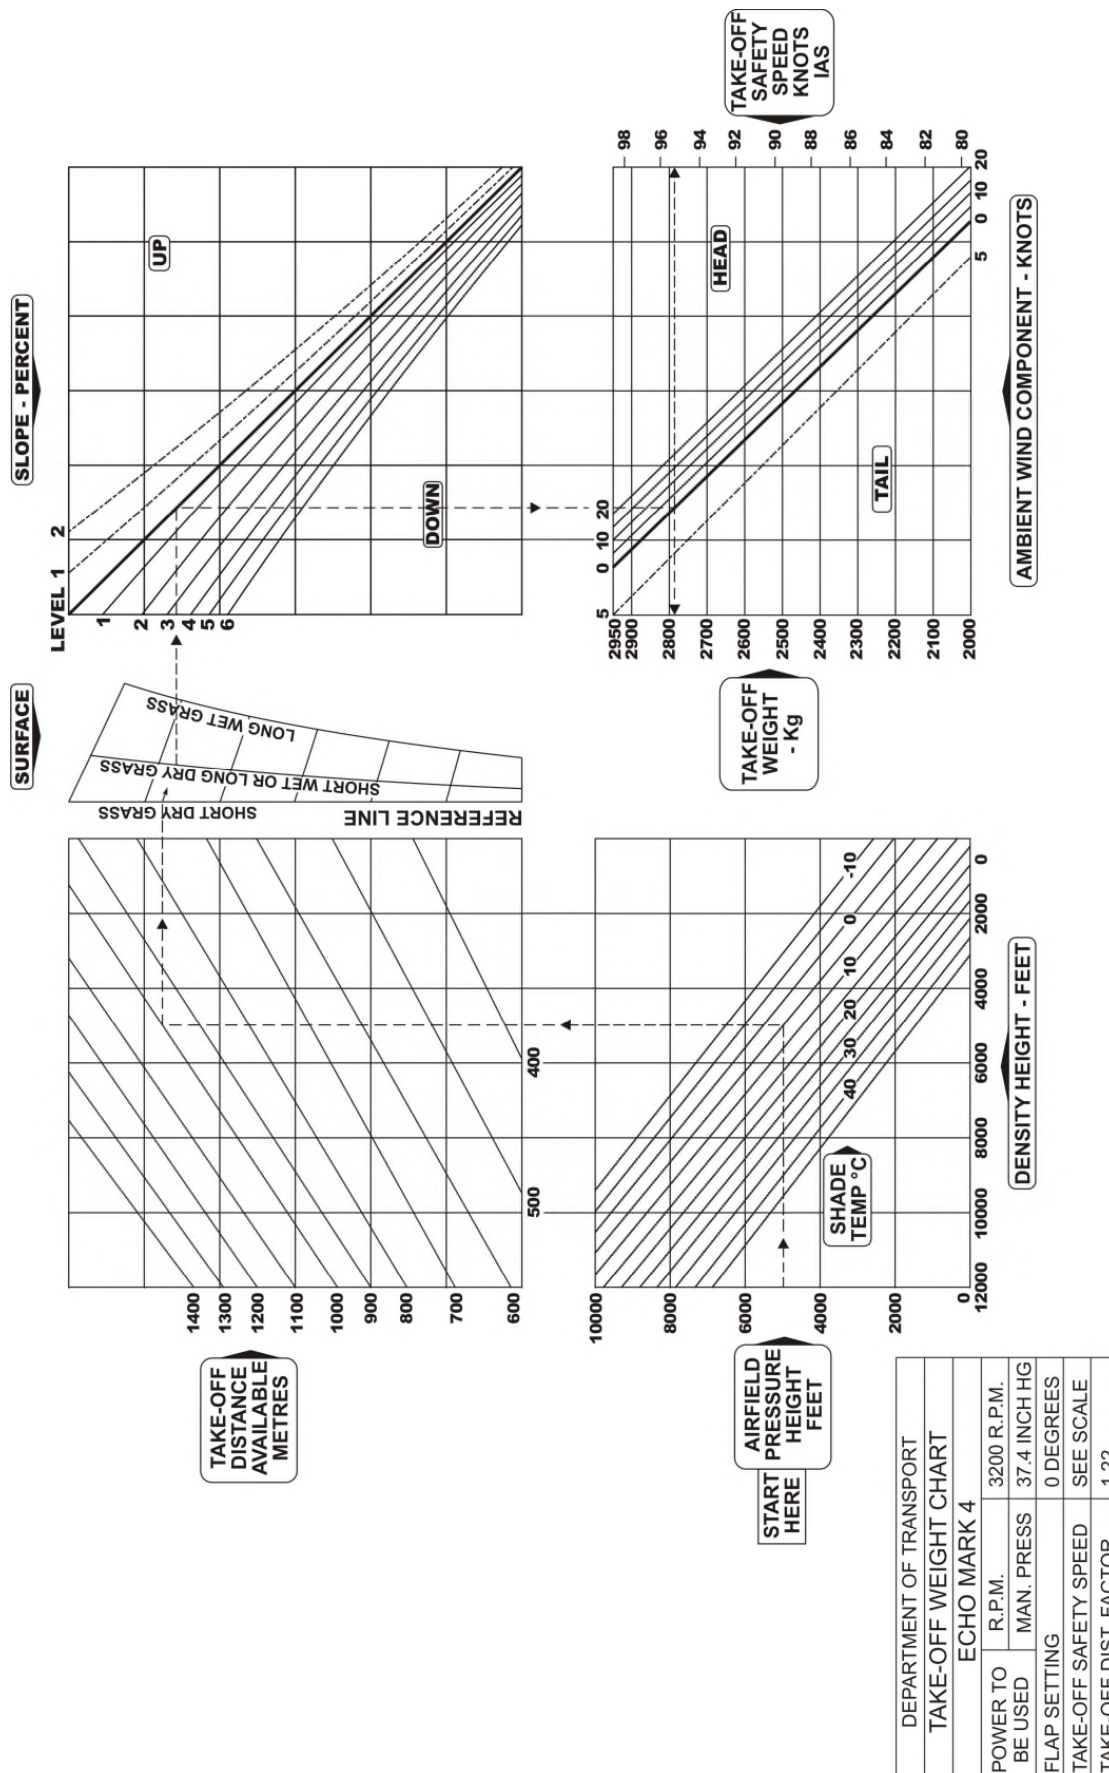 DEPARTMENT OF TRANSPORT
TAKE-OFF WEIGHT CHART
ECHO MARK 4
POWER TO BE USED
R.P.M. 3200 R.P.M.
MAN. PRESS 37.4 INCH HG
FLAP SETTING 0 DEGREES
TAKE-OFF SAFETY SPEED SEE SCALE
TAKE-OFF DIST. FACTOR 1.22
START HERE
AIRFIELD
PRESSURE
HEIGHT
FEET
10000
8000
6000
4000
2000
0
SHADE
TEMP °C
40
30
20
10
0
-10
12000 10000 8000 6000 4000 2000 0
DENSITY HEIGHT - FEET
TAKE-OFF
DISTANCE
AVAILABLE
METRES
1400
1300
1200
1100
1000
900
800
700
600
500 400
SURFACE
REFERENCE LINE
SHORT DRY GRASS
SHORT WET OR LONG DRY GRASS
LONG WET GRASS
SLOPE - PERCENT
LEVEL 1 2
1
2
3
4
5
6
UP
DOWN
TAKE-OFF
WEIGHT
- Kg
2950
2900
2800
2700
2600
2500
2400
2300
2200
2100
2000
5 0 10 20
HEAD
TAIL
5 0 10 20
98
96
94
92
90
88
86
84
82
80
TAKE-OFF
SAFETY
SPEED
KNOTS
IAS
AMBIENT WIND COMPONENT - KNOTS